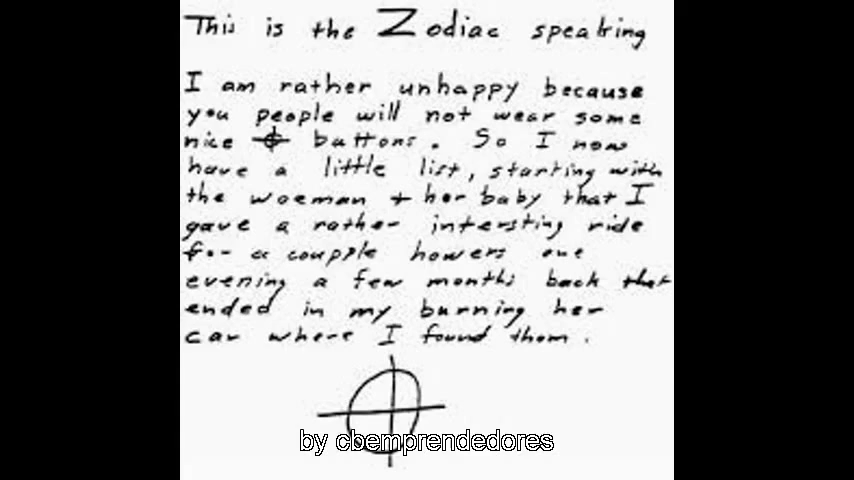 This is the Zodiac speaking
I am rather unhappy because
you people will not wear some
nice buttons. So I now
have a little list, starting with
the woeman + her baby that I
gave a rather intersting ride
for a coupple howers one
evening a few months back that
ended in my burning her
car where I found them.
by cbemprendedores